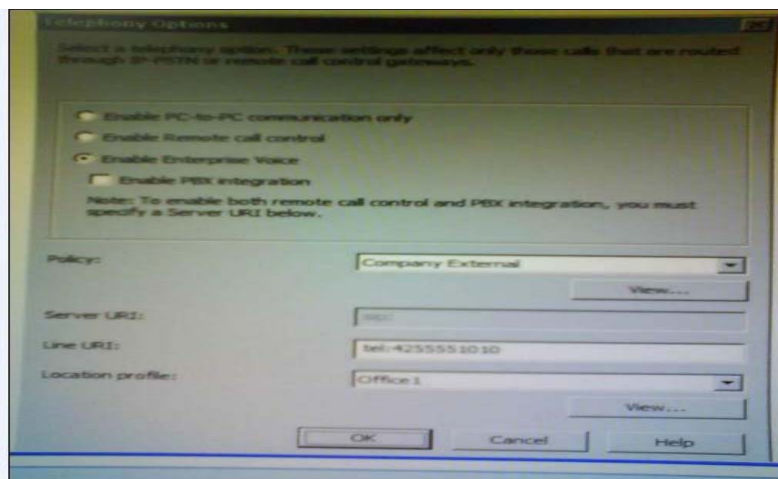 Telephony Options
Select a telephony option. These settings affect only those calls that are routed
through IP-PSTN or remote call control gateways.
Enable PC-to-PC communication only
Enable Remote call control
Enable Enterprise Voice
Enable PBX integration
Note: To enable both remote call control and PBX integration, you must
specify a Server URI below.
Policy:
Company External
View...
Server URI:
sip:
Line URI:
tel:4255551010
Location profile:
Office1
View...
OK
Cancel
Help